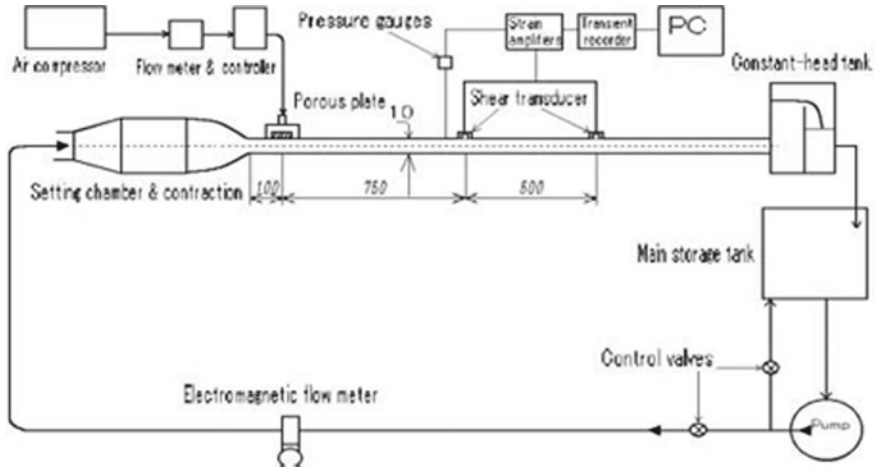 Air compressor
Flow meter & controller
Pressure gauges
Strain
amplifiers
Transient
recorder
PC
Constant-head tank
Porous plate
10
Shear transducer
Setting chamber & contraction
100
750
500
Main storage tank
Control valves
Electromagnetic flow meter
Pump